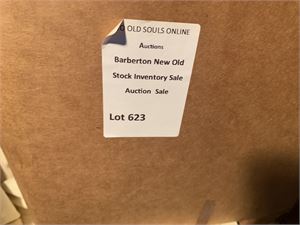 OLD SOULS ONLINE
Auctions
Barberton New Old
Stock Inventory Sale
Auction Sale
Lot 623